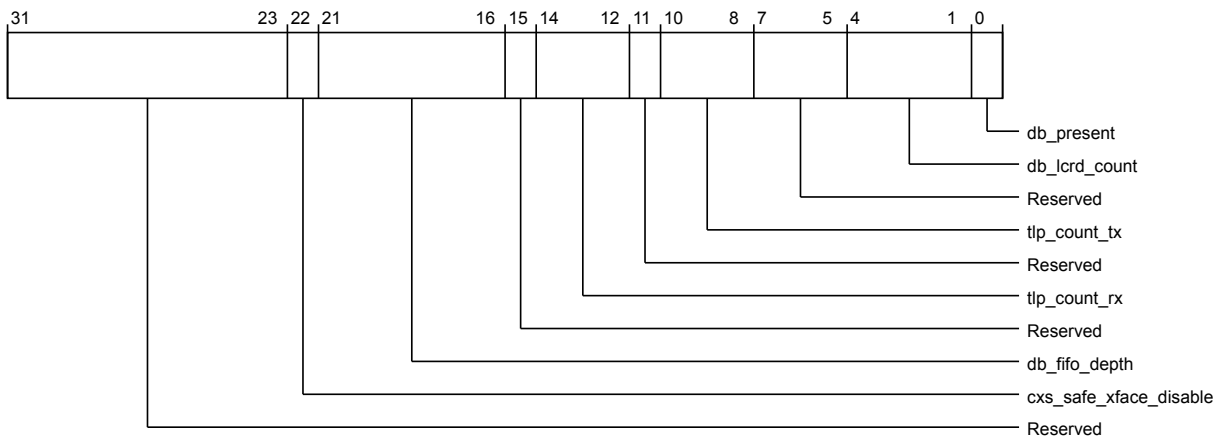 31 23 22 21 16 15 14 12 11 10 8 7 5 4 1 0
db_present
db_lcrd_count
Reserved
tlp_count_tx
Reserved
tlp_count_rx
Reserved
db_fifo_depth
cxs_safe_xface_disable
Reserved